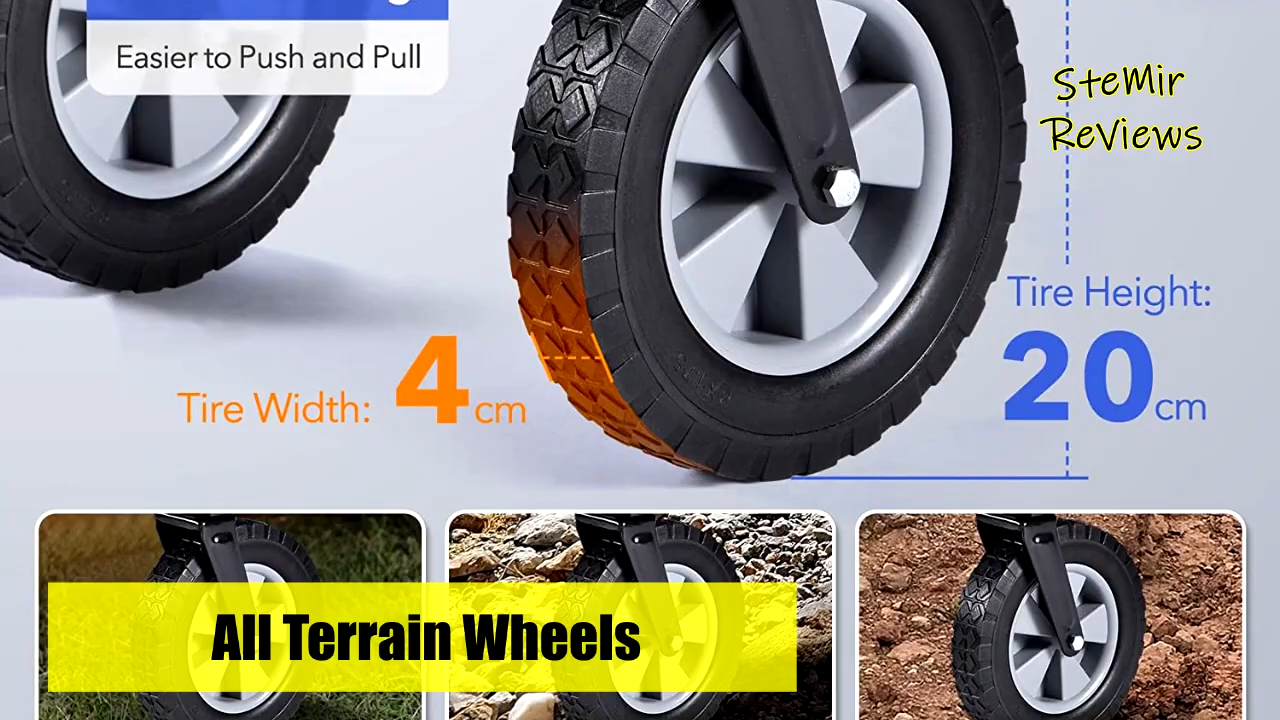 Easier to Push and Pull
SteMir
Reviews
Tire Height:
20cm
Tire Width: 4cm
All Terrain Wheels